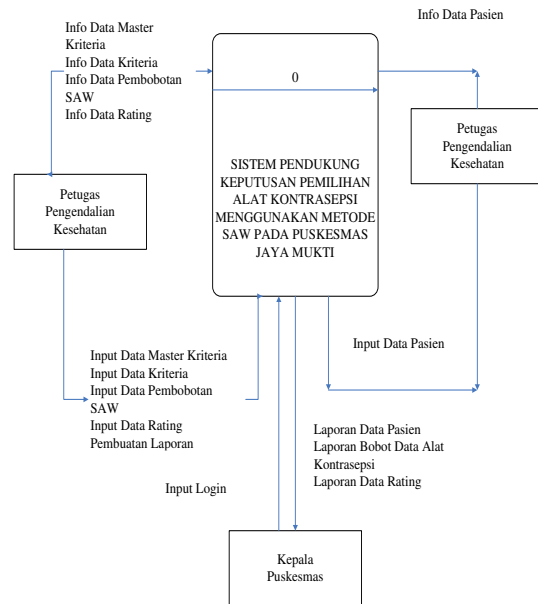 Info Data Pasien
Info Data Master
Kriteria
Info Data Kriteria
Info Data Pembobotan
SAW
Info Data Rating
0
SISTEM PENDUKUNG
KEPUTUSAN PEMILIHAN
ALAT KONTRASEPSI
MENGGUNAKAN METODE
SAW PADA PUSKESMAS
JAYA MUKTI
Petugas
Pengendalian
Kesehatan
Petugas
Pengendalian
Kesehatan
Input Data Master Kriteria
Input Data Kriteria
Input Data Pembobotan
SAW
Input Data Rating
Pembuatan Laporan
Input Data Pasien
Laporan Data Pasien
Laporan Bobot Data Alat
Kontrasepsi
Laporan Data Rating
Input Login
Kepala
Puskesmas